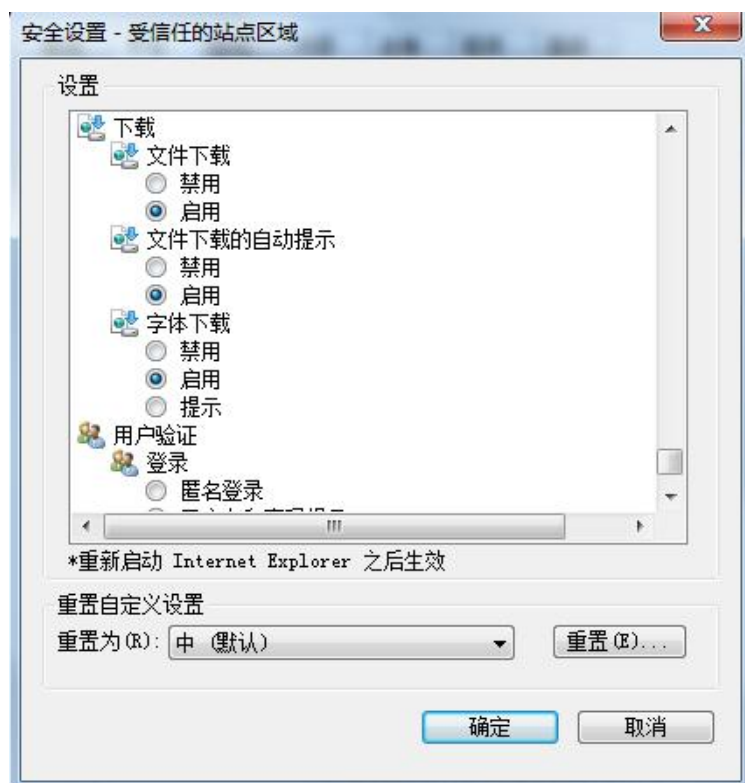 安全设置 - 受信任的站点区域
设置
下载
文件下载
禁用
启用
文件下载的自动提示
禁用
启用
字体下载
禁用
启用
提示
用户验证
登录
匿名登录
*重新启动 Internet Explorer 之后生效
重置自定义设置
重置为(R): 中 (默认) 重置(E)...
确定 取消